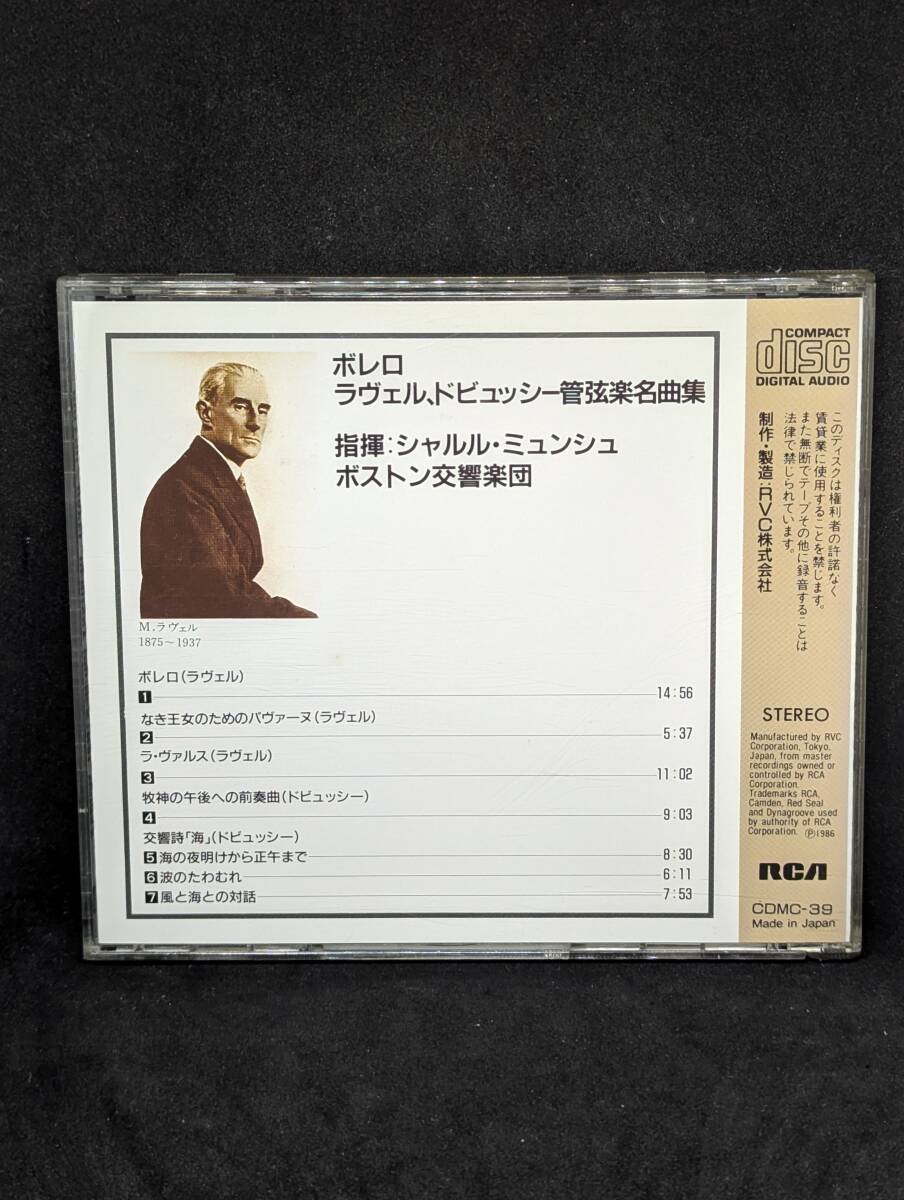 ボレロ
ラヴェル、ドビュッシー管弦楽名曲集
指揮:シャルル・ミュンシュ
ボストン交響楽団
M.ラヴェル
1875〜1937
ボレロ(ラヴェル)
1 14:56
なき王女のためのパヴァーヌ(ラヴェル)
2 5:37
ラ・ヴァルス(ラヴェル)
3 11:02
牧神の午後への前奏曲(ドビュッシー)
4 9:03
交響詩「海」(ドビュッシー)
5 海の夜明けから正午まで 8:30
6 波のたわむれ 6:11
7 風と海との対話 7:53
COMPACT
disc
DIGITAL AUDIO
このディスクは権利者の許諾なく
賃貸業に使用することを禁じます。
また無断でテープその他に録音することは
法律で禁じられています。
制作・製造:RVC株式会社
STEREO
Manufactured by RVC
Corporation, Tokyo,
Japan, from master
recordings owned or
controlled by RCA
Corporation.
Trademarks RCA,
Camden, Red Seal
and Dynagroove used
by authority of RCA
Corporation. ℗1986
RCA
CDMC-39
Made in Japan